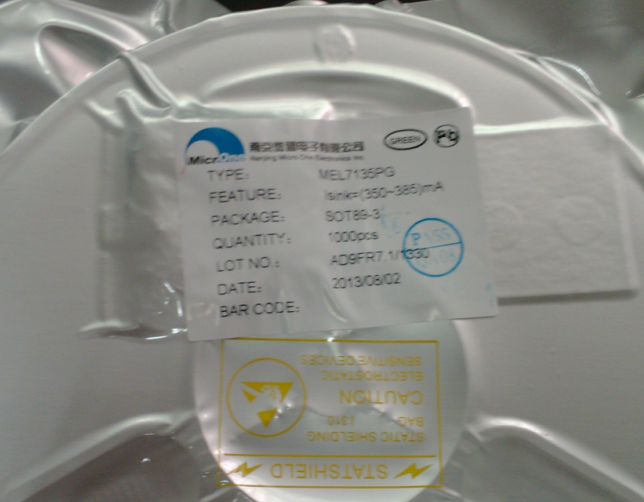 MicrOne
南京微盟电子有限公司
Nanjing Micro One Electronics Inc.
GREEN
Pb
TYPE: MEL7135PG
FEATURE: Isink=(350~385)mA
PACKAGE: SOT89-3
QUANTITY: 1000pcs
LOT NO.: AD9FR7.1/1330
DATE: 2013/08/02
BAR CODE:
STATSHIELD
STATIC SHIELDING
BAG 1310
CAUTION
ELECTROSTATIC
SENSITIVE DEVICES